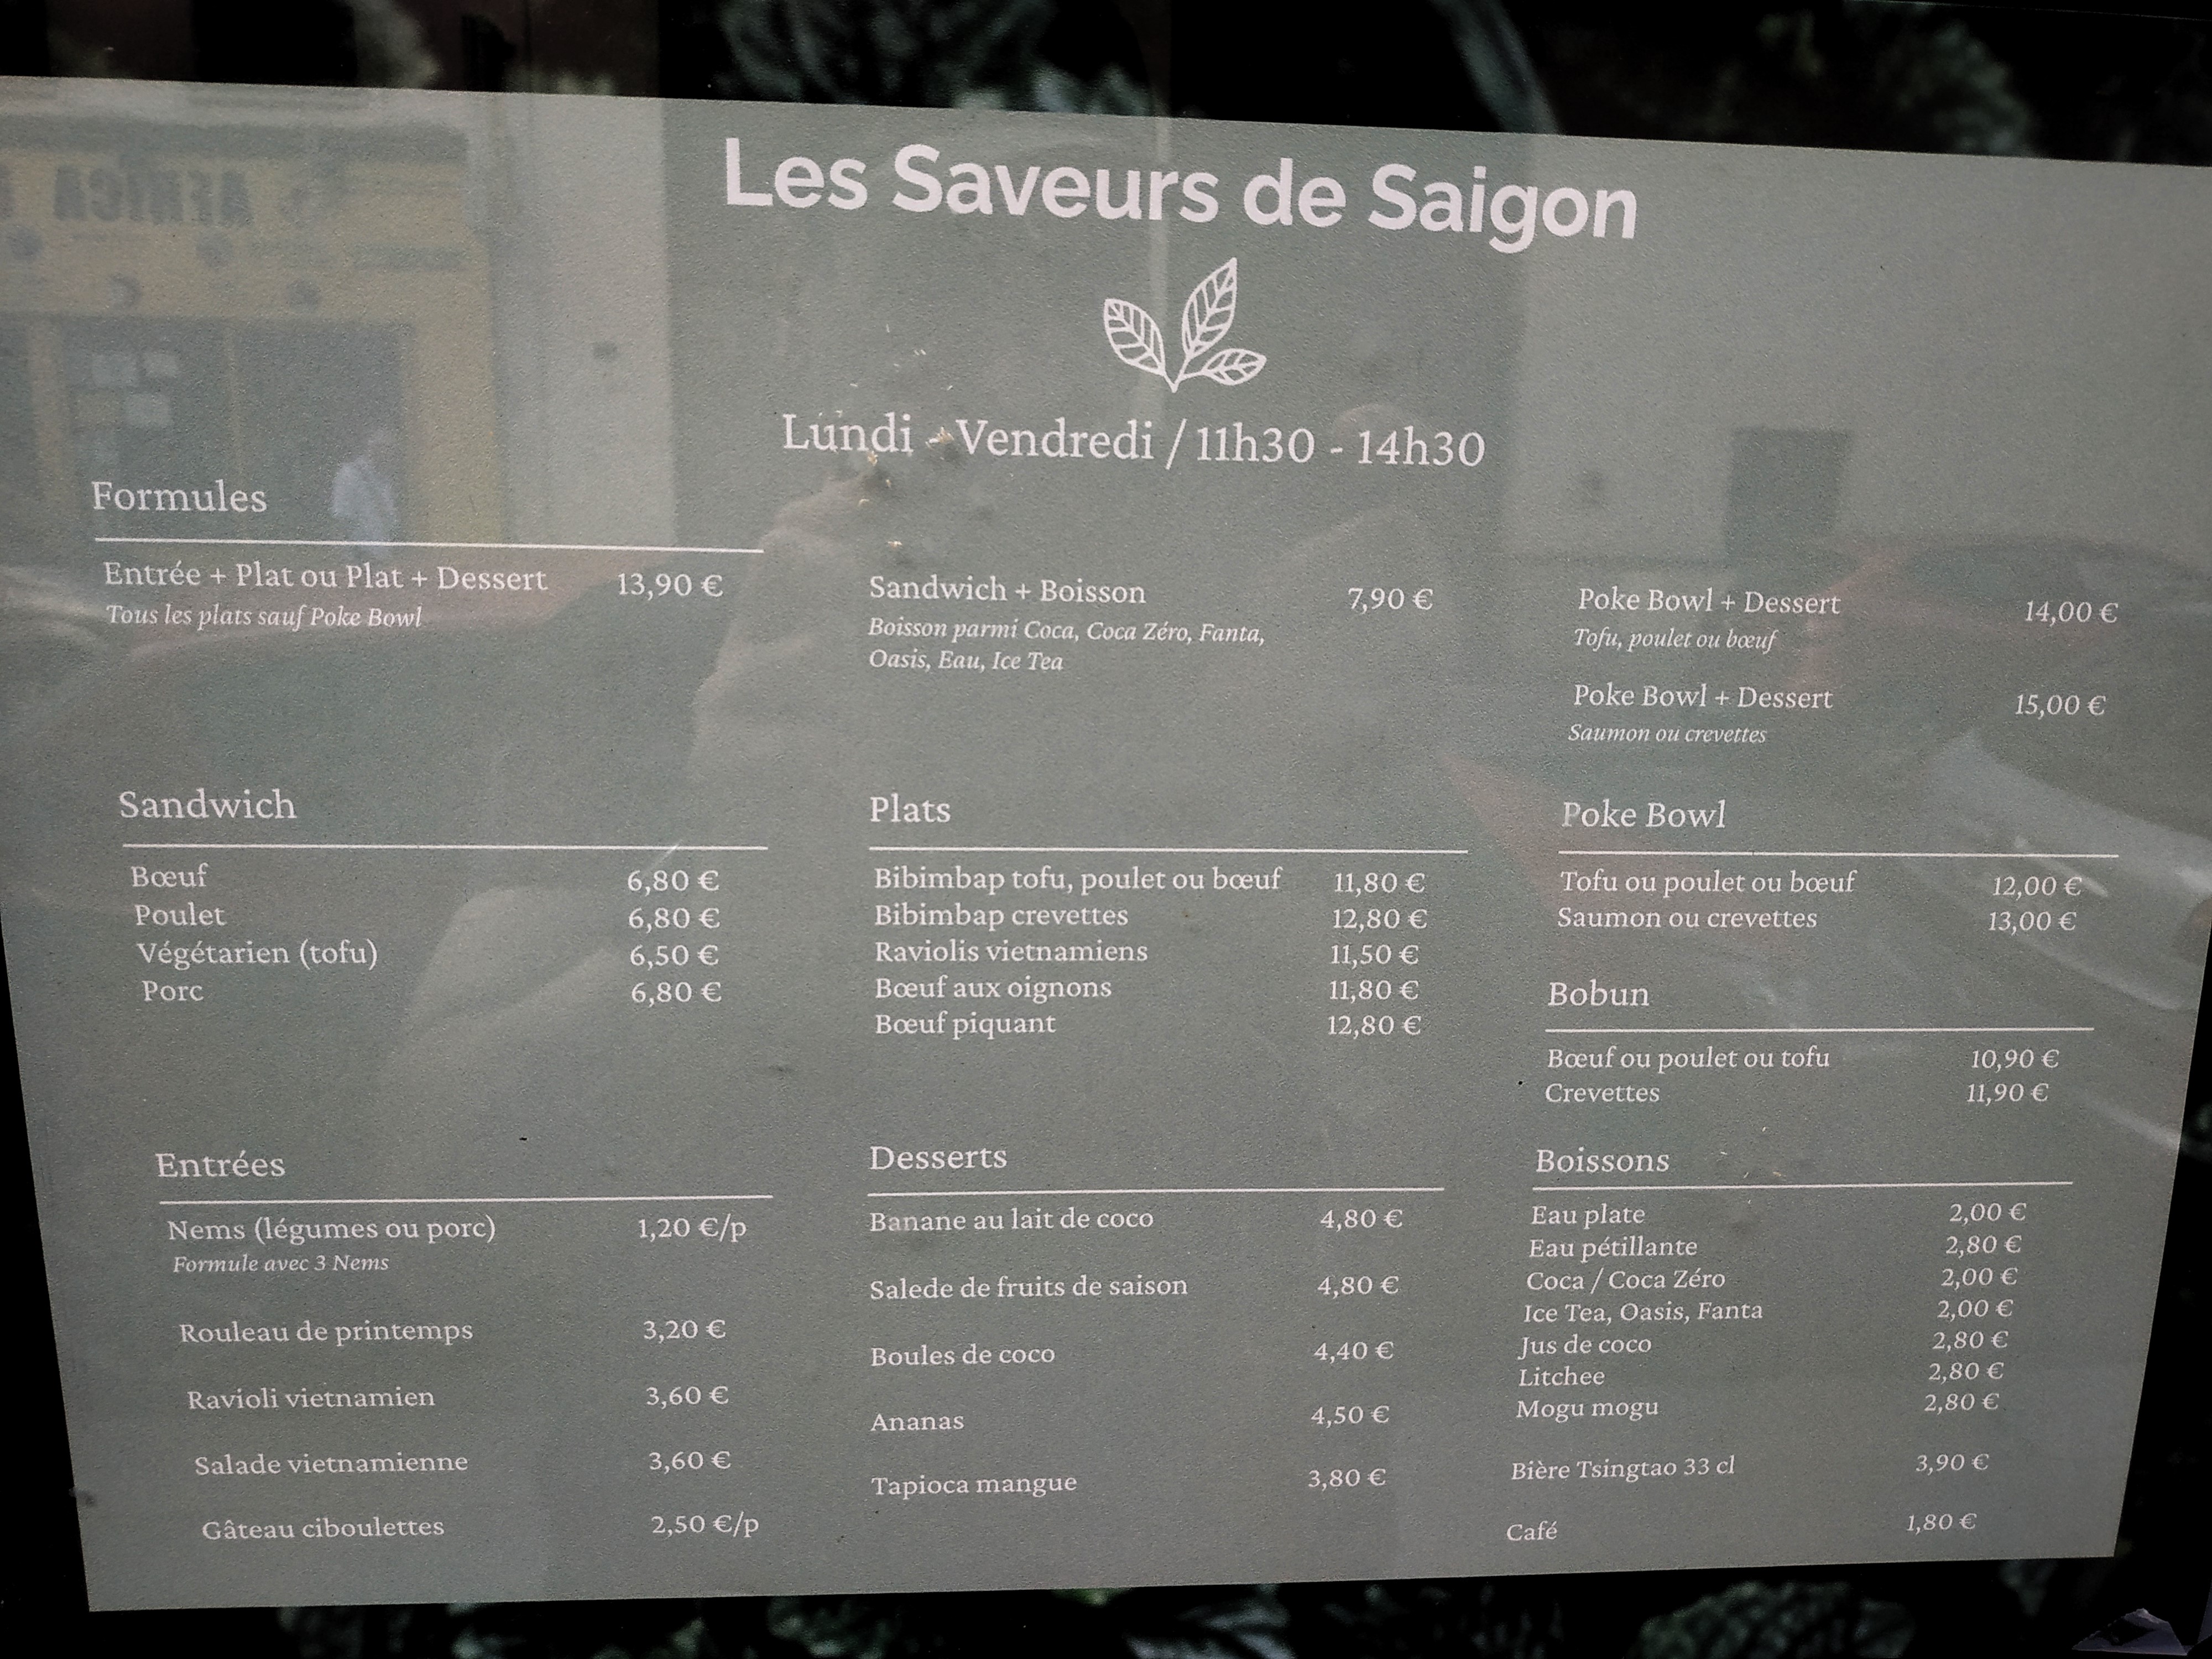 Les Saveurs de Saigon
Lundi - Vendredi / 11h30 - 14h30
Formules
Entrée + Plat ou Plat + Dessert 13,90 €
Tous les plats sauf Poke Bowl
Sandwich + Boisson 7,90 €
Boisson parmi Coca, Coca Zéro, Fanta,
Oasis, Eau, Ice Tea
Poke Bowl + Dessert 14,00 €
Tofu, poulet ou bœuf
Poke Bowl + Dessert 15,00 €
Saumon ou crevettes
Sandwich
Bœuf 6,80 €
Poulet 6,80 €
Végétarien (tofu) 6,50 €
Porc 6,80 €
Plats
Bibimbap tofu, poulet ou bœuf 11,80 €
Bibimbap crevettes 12,80 €
Raviolis vietnamiens 11,50 €
Bœuf aux oignons 11,80 €
Bœuf piquant 12,80 €
Poke Bowl
Tofu ou poulet ou bœuf 12,00 €
Saumon ou crevettes 13,00 €
Bobun
Bœuf ou poulet ou tofu 10,90 €
Crevettes 11,90 €
Entrées
Nems (légumes ou porc) 1,20 €/p
Formule avec 3 Nems
Rouleau de printemps 3,20 €
Ravioli vietnamien 3,60 €
Salade vietnamienne 3,60 €
Gâteau ciboulettes 2,50 €/p
Desserts
Banane au lait de coco 4,80 €
Salede de fruits de saison 4,80 €
Boules de coco 4,40 €
Ananas 4,50 €
Tapioca mangue 3,80 €
Boissons
Eau plate 2,00 €
Eau pétillante 2,80 €
Coca / Coca Zéro 2,00 €
Ice Tea, Oasis, Fanta 2,00 €
Jus de coco 2,80 €
Litchee 2,80 €
Mogu mogu 2,80 €
Bière Tsingtao 33 cl 3,90 €
Café 1,80 €
AFRICA